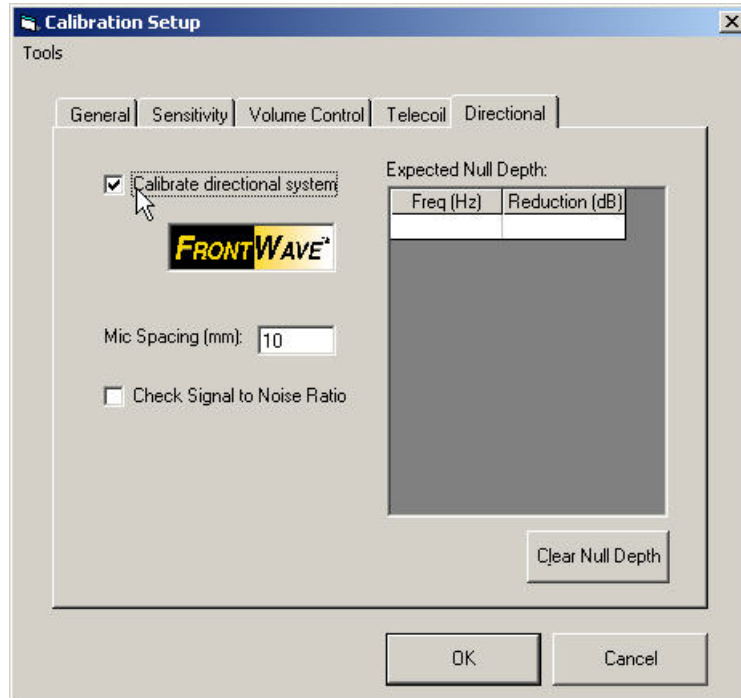 Calibration Setup
Tools
General Sensitivity Volume Control Telecoil Directional
Calibrate directional system
FRONTWAVE
Mic Spacing (mm): 10
Check Signal to Noise Ratio
Expected Null Depth:
Freq (Hz) Reduction (dB)
Clear Null Depth
OK Cancel